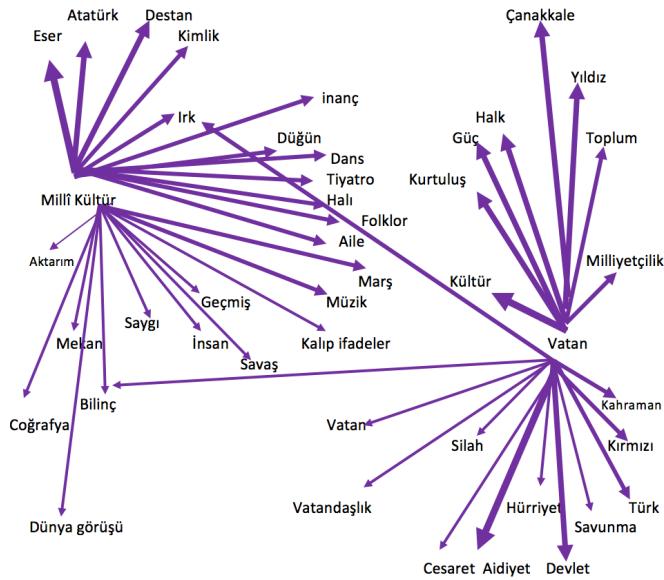 Atatürk
Destan
Çanakkale
Eser
Kimlik
Yıldız
inanç
Irk
Halk
Düğün
Güç
Toplum
Dans
Tiyatro
Kurtuluş
Millî Kültür
Halı
Folklor
Aile
Aktarım
Marş
Milliyetçilik
Geçmiş
Müzik
Kültür
Saygı
Mekan
İnsan
Kalıp ifadeler
Vatan
Savaş
Bilinç
Kahraman
Coğrafya
Vatan
Silah
Kırmızı
Vatandaşlık
Hürriyet
Türk
Dünya görüşü
Savunma
Cesaret
Aidiyet
Devlet